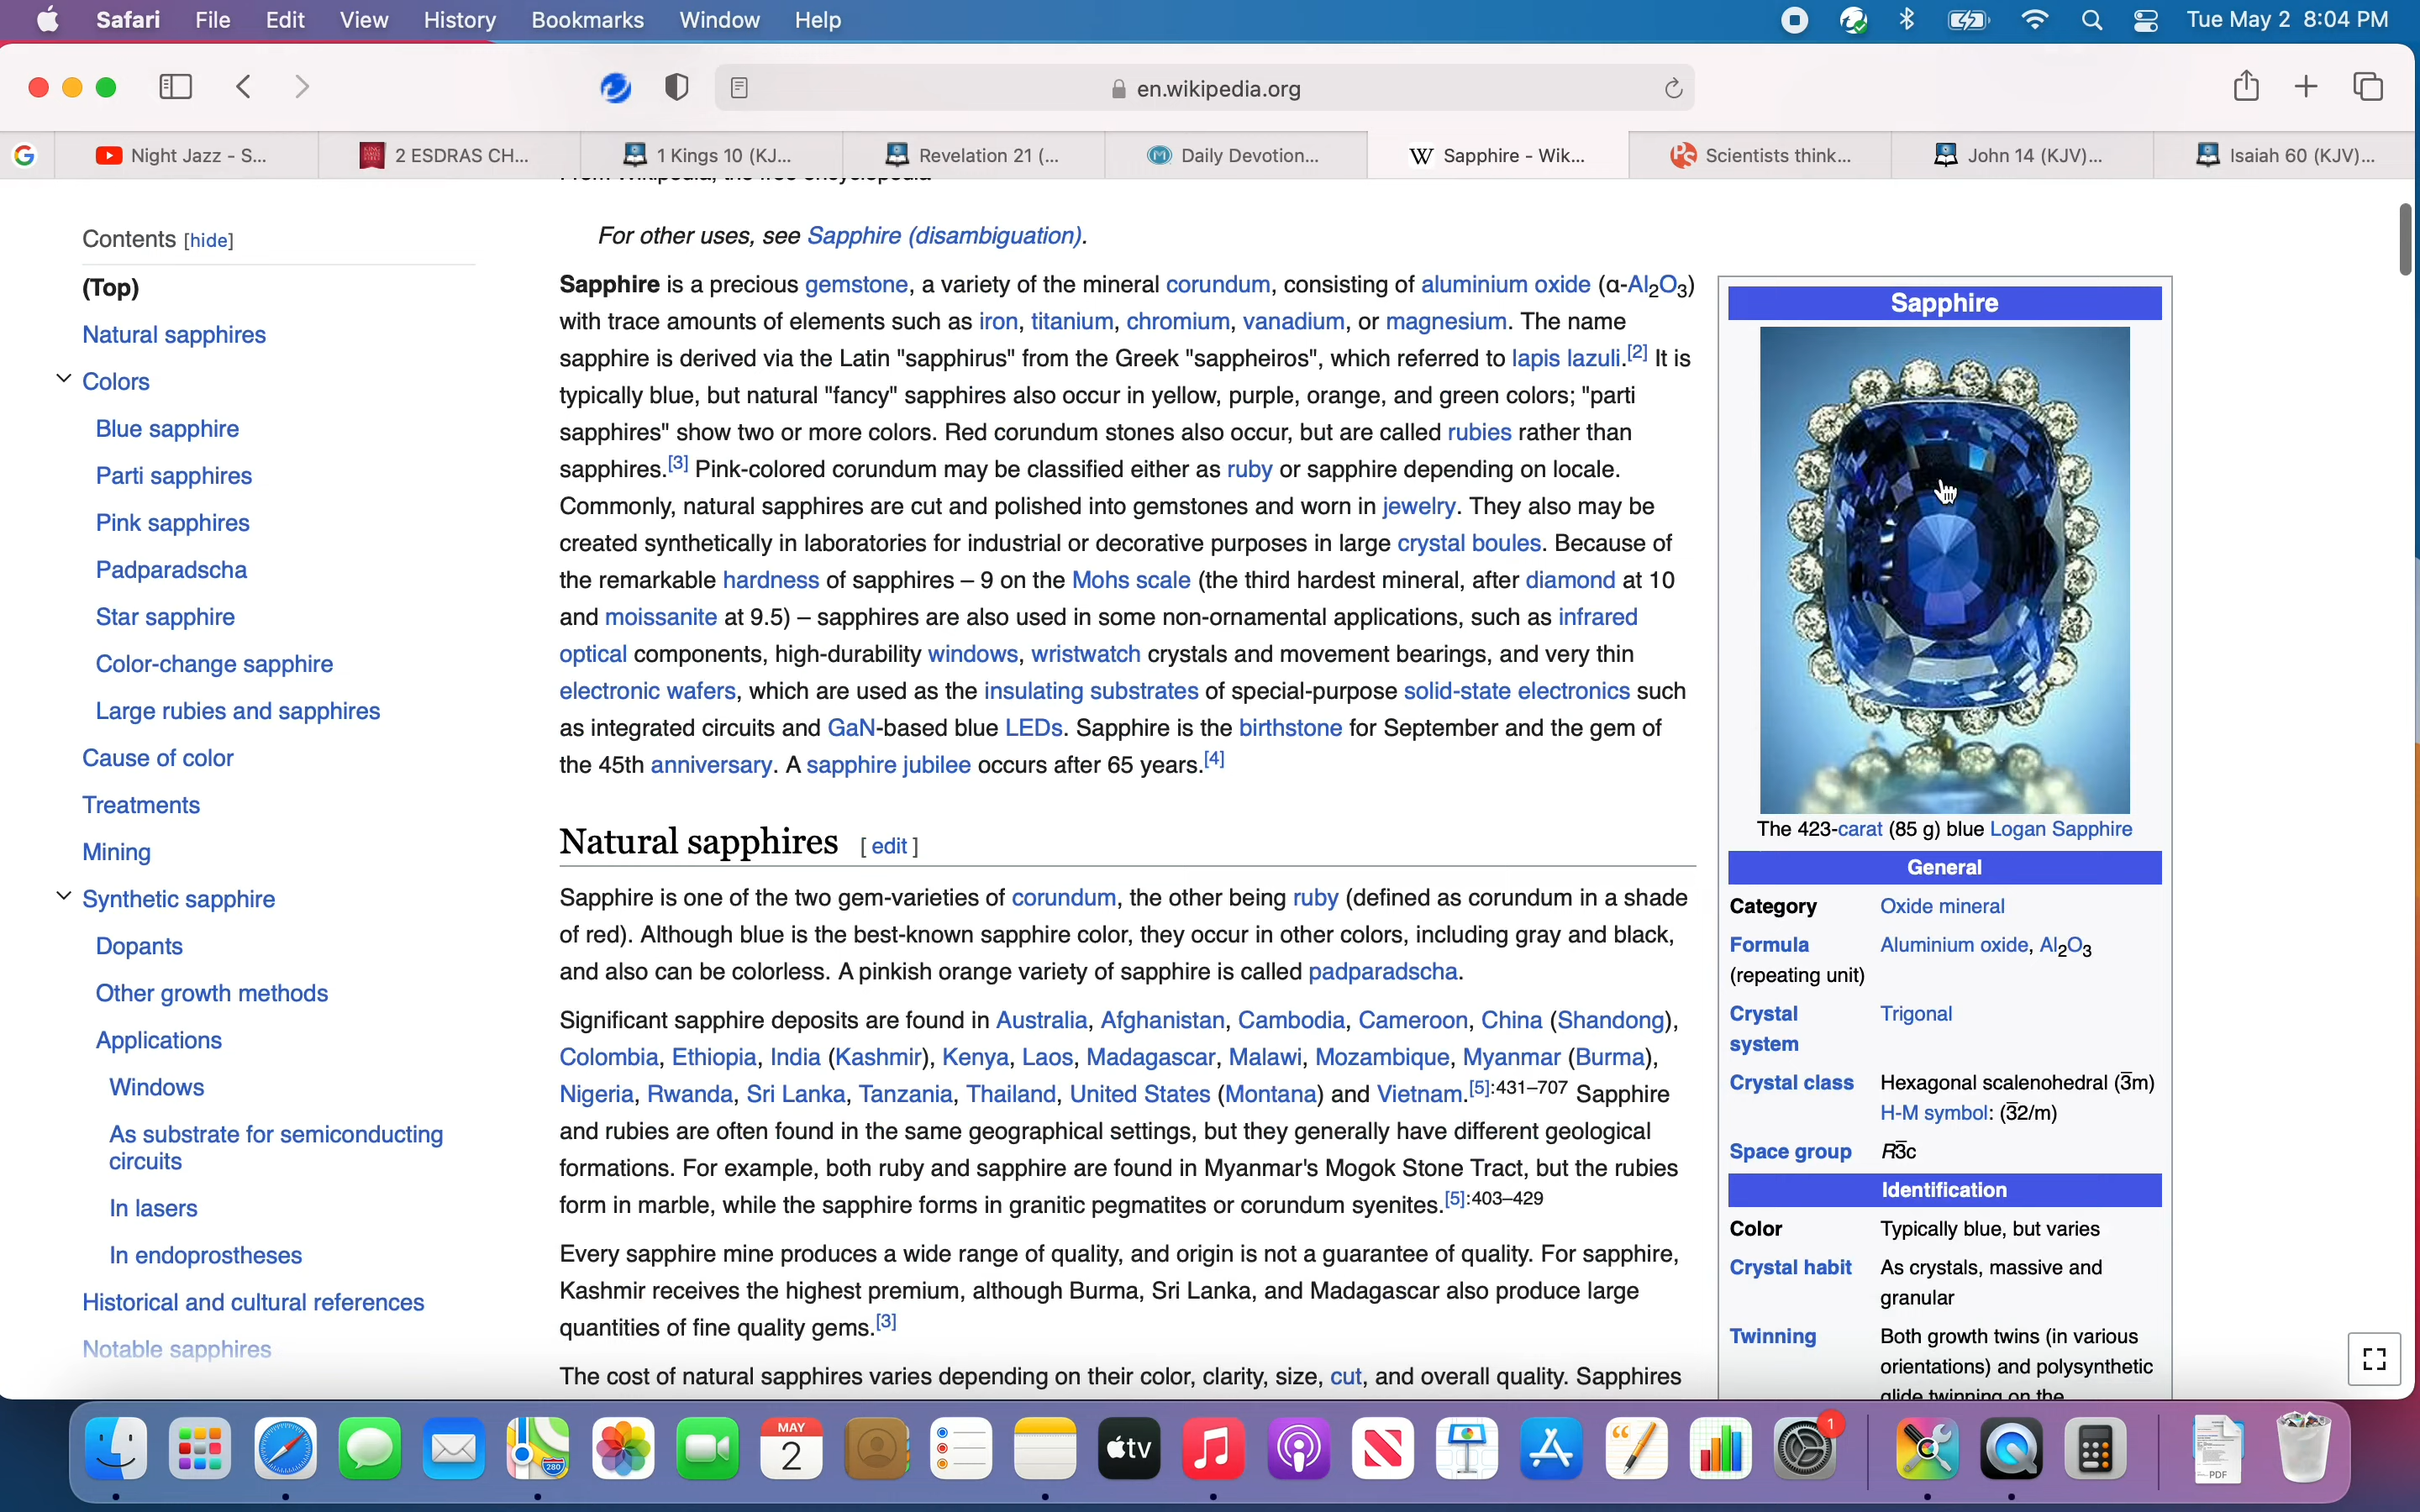 Safari File Edit View History Bookmarks Window Help Tue May 2 8:04 PM
en.wikipedia.org
Night Jazz - S... 2 ESDRAS CH... 1 Kings 10 (KJ... Revelation 21 (... Daily Devotion... Sapphire - Wik... Scientists think... John 14 (KJV)... Isaiah 60 (KJV)...
From Wikipedia, the free encyclopedia
Contents [hide]
(Top)
Natural sapphires
Colors
Blue sapphire
Parti sapphires
Pink sapphires
Padparadscha
Star sapphire
Color-change sapphire
Large rubies and sapphires
Cause of color
Treatments
Mining
Synthetic sapphire
Dopants
Other growth methods
Applications
Windows
As substrate for semiconducting
circuits
In lasers
In endoprostheses
Historical and cultural references
Notable sapphires
For other uses, see Sapphire (disambiguation).
Sapphire is a precious gemstone, a variety of the mineral corundum, consisting of aluminium oxide (α-Al₂O₃)
with trace amounts of elements such as iron, titanium, chromium, vanadium, or magnesium. The name
sapphire is derived via the Latin "sapphirus" from the Greek "sappheiros", which referred to lapis lazuli.[2] It is
typically blue, but natural "fancy" sapphires also occur in yellow, purple, orange, and green colors; "parti
sapphires" show two or more colors. Red corundum stones also occur, but are called rubies rather than
sapphires.[3] Pink-colored corundum may be classified either as ruby or sapphire depending on locale.
Commonly, natural sapphires are cut and polished into gemstones and worn in jewelry. They also may be
created synthetically in laboratories for industrial or decorative purposes in large crystal boules. Because of
the remarkable hardness of sapphires – 9 on the Mohs scale (the third hardest mineral, after diamond at 10
and moissanite at 9.5) – sapphires are also used in some non-ornamental applications, such as infrared
optical components, high-durability windows, wristwatch crystals and movement bearings, and very thin
electronic wafers, which are used as the insulating substrates of special-purpose solid-state electronics such
as integrated circuits and GaN-based blue LEDs. Sapphire is the birthstone for September and the gem of
the 45th anniversary. A sapphire jubilee occurs after 65 years.[4]
Natural sapphires [ edit ]
Sapphire is one of the two gem-varieties of corundum, the other being ruby (defined as corundum in a shade
of red). Although blue is the best-known sapphire color, they occur in other colors, including gray and black,
and also can be colorless. A pinkish orange variety of sapphire is called padparadscha.
Significant sapphire deposits are found in Australia, Afghanistan, Cambodia, Cameroon, China (Shandong),
Colombia, Ethiopia, India (Kashmir), Kenya, Laos, Madagascar, Malawi, Mozambique, Myanmar (Burma),
Nigeria, Rwanda, Sri Lanka, Tanzania, Thailand, United States (Montana) and Vietnam.[5]:431–707 Sapphire
and rubies are often found in the same geographical settings, but they generally have different geological
formations. For example, both ruby and sapphire are found in Myanmar's Mogok Stone Tract, but the rubies
form in marble, while the sapphire forms in granitic pegmatites or corundum syenites.[5]:403–429
Every sapphire mine produces a wide range of quality, and origin is not a guarantee of quality. For sapphire,
Kashmir receives the highest premium, although Burma, Sri Lanka, and Madagascar also produce large
quantities of fine quality gems.[3]
The cost of natural sapphires varies depending on their color, clarity, size, cut, and overall quality. Sapphires
Sapphire
The 423-carat (85 g) blue Logan Sapphire
General
Category Oxide mineral
Formula Aluminium oxide, Al₂O₃
(repeating unit)
Crystal Trigonal
system
Crystal class Hexagonal scalenohedral (3̅m)
H-M symbol: (3̅2/m)
Space group R3̅c
Identification
Color Typically blue, but varies
Crystal habit As crystals, massive and
granular
Twinning Both growth twins (in various
orientations) and polysynthetic
glide twinning on the
280
MAY
2
tv
1
PDF